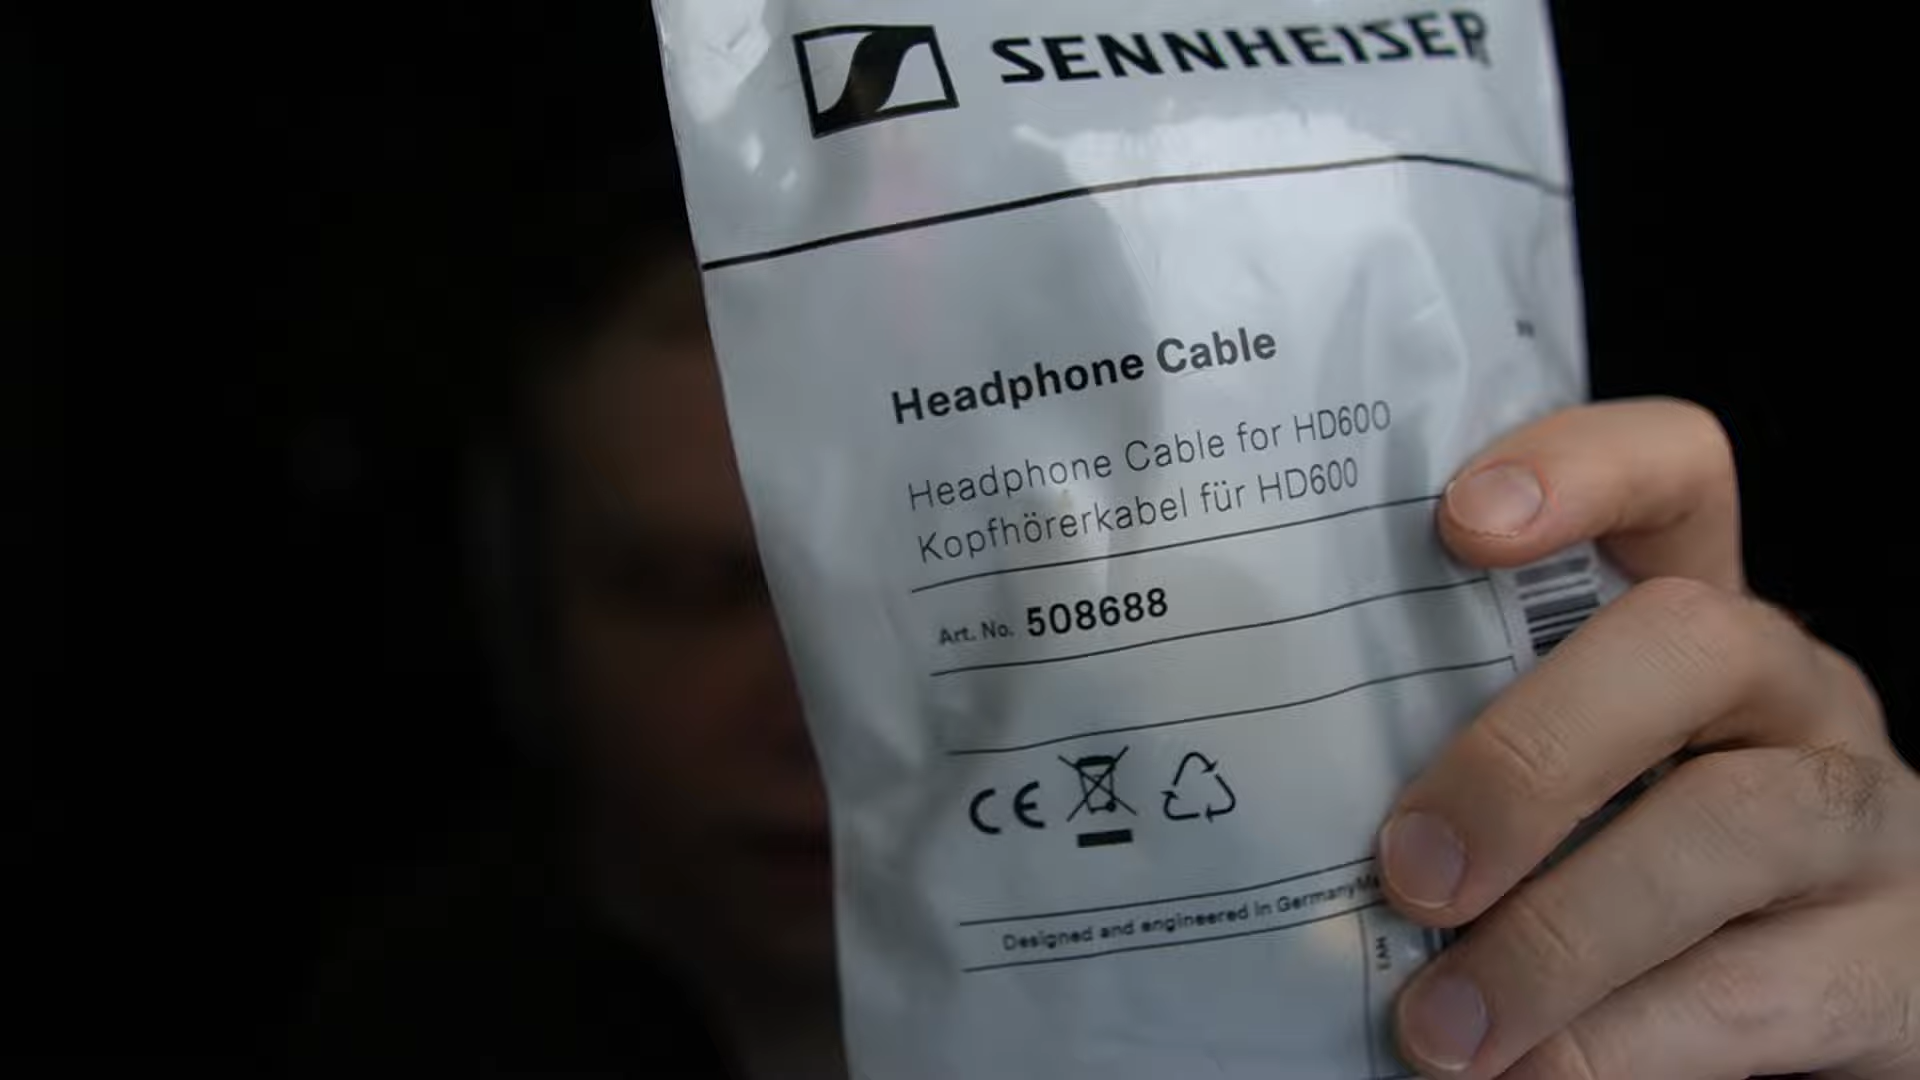 SENNHEISER
Headphone Cable
Headphone Cable for HD600
Kopfhörerkabel für HD600
Art. No. 508688
CE
Designed and engineered in Germany
EAN